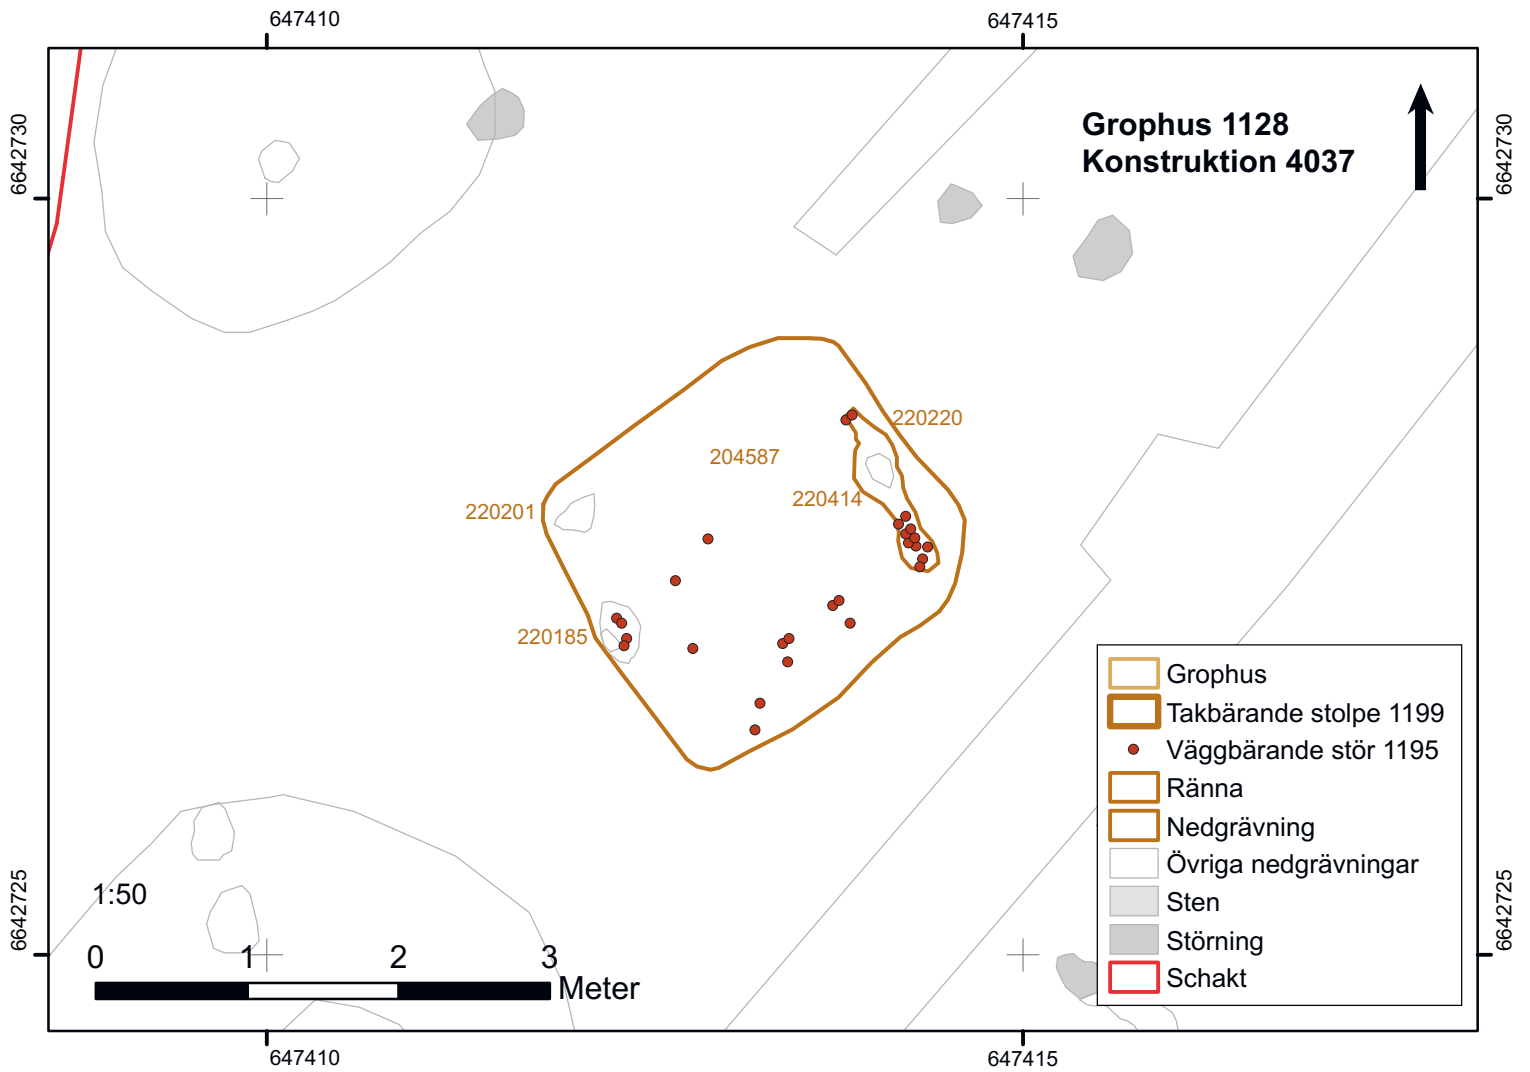 647410
647415
6642730
6642730
Grophus 1128
Konstruktion 4037
220220
204587
220414
220201
220185
Grophus
Takbärande stolpe 1199
Väggbärande stör 1195
Ränna
Nedgrävning
Övriga nedgrävningar
Sten
Störning
Schakt
1:50
0 1 2 3
Meter
6642725
6642725
647410
647415